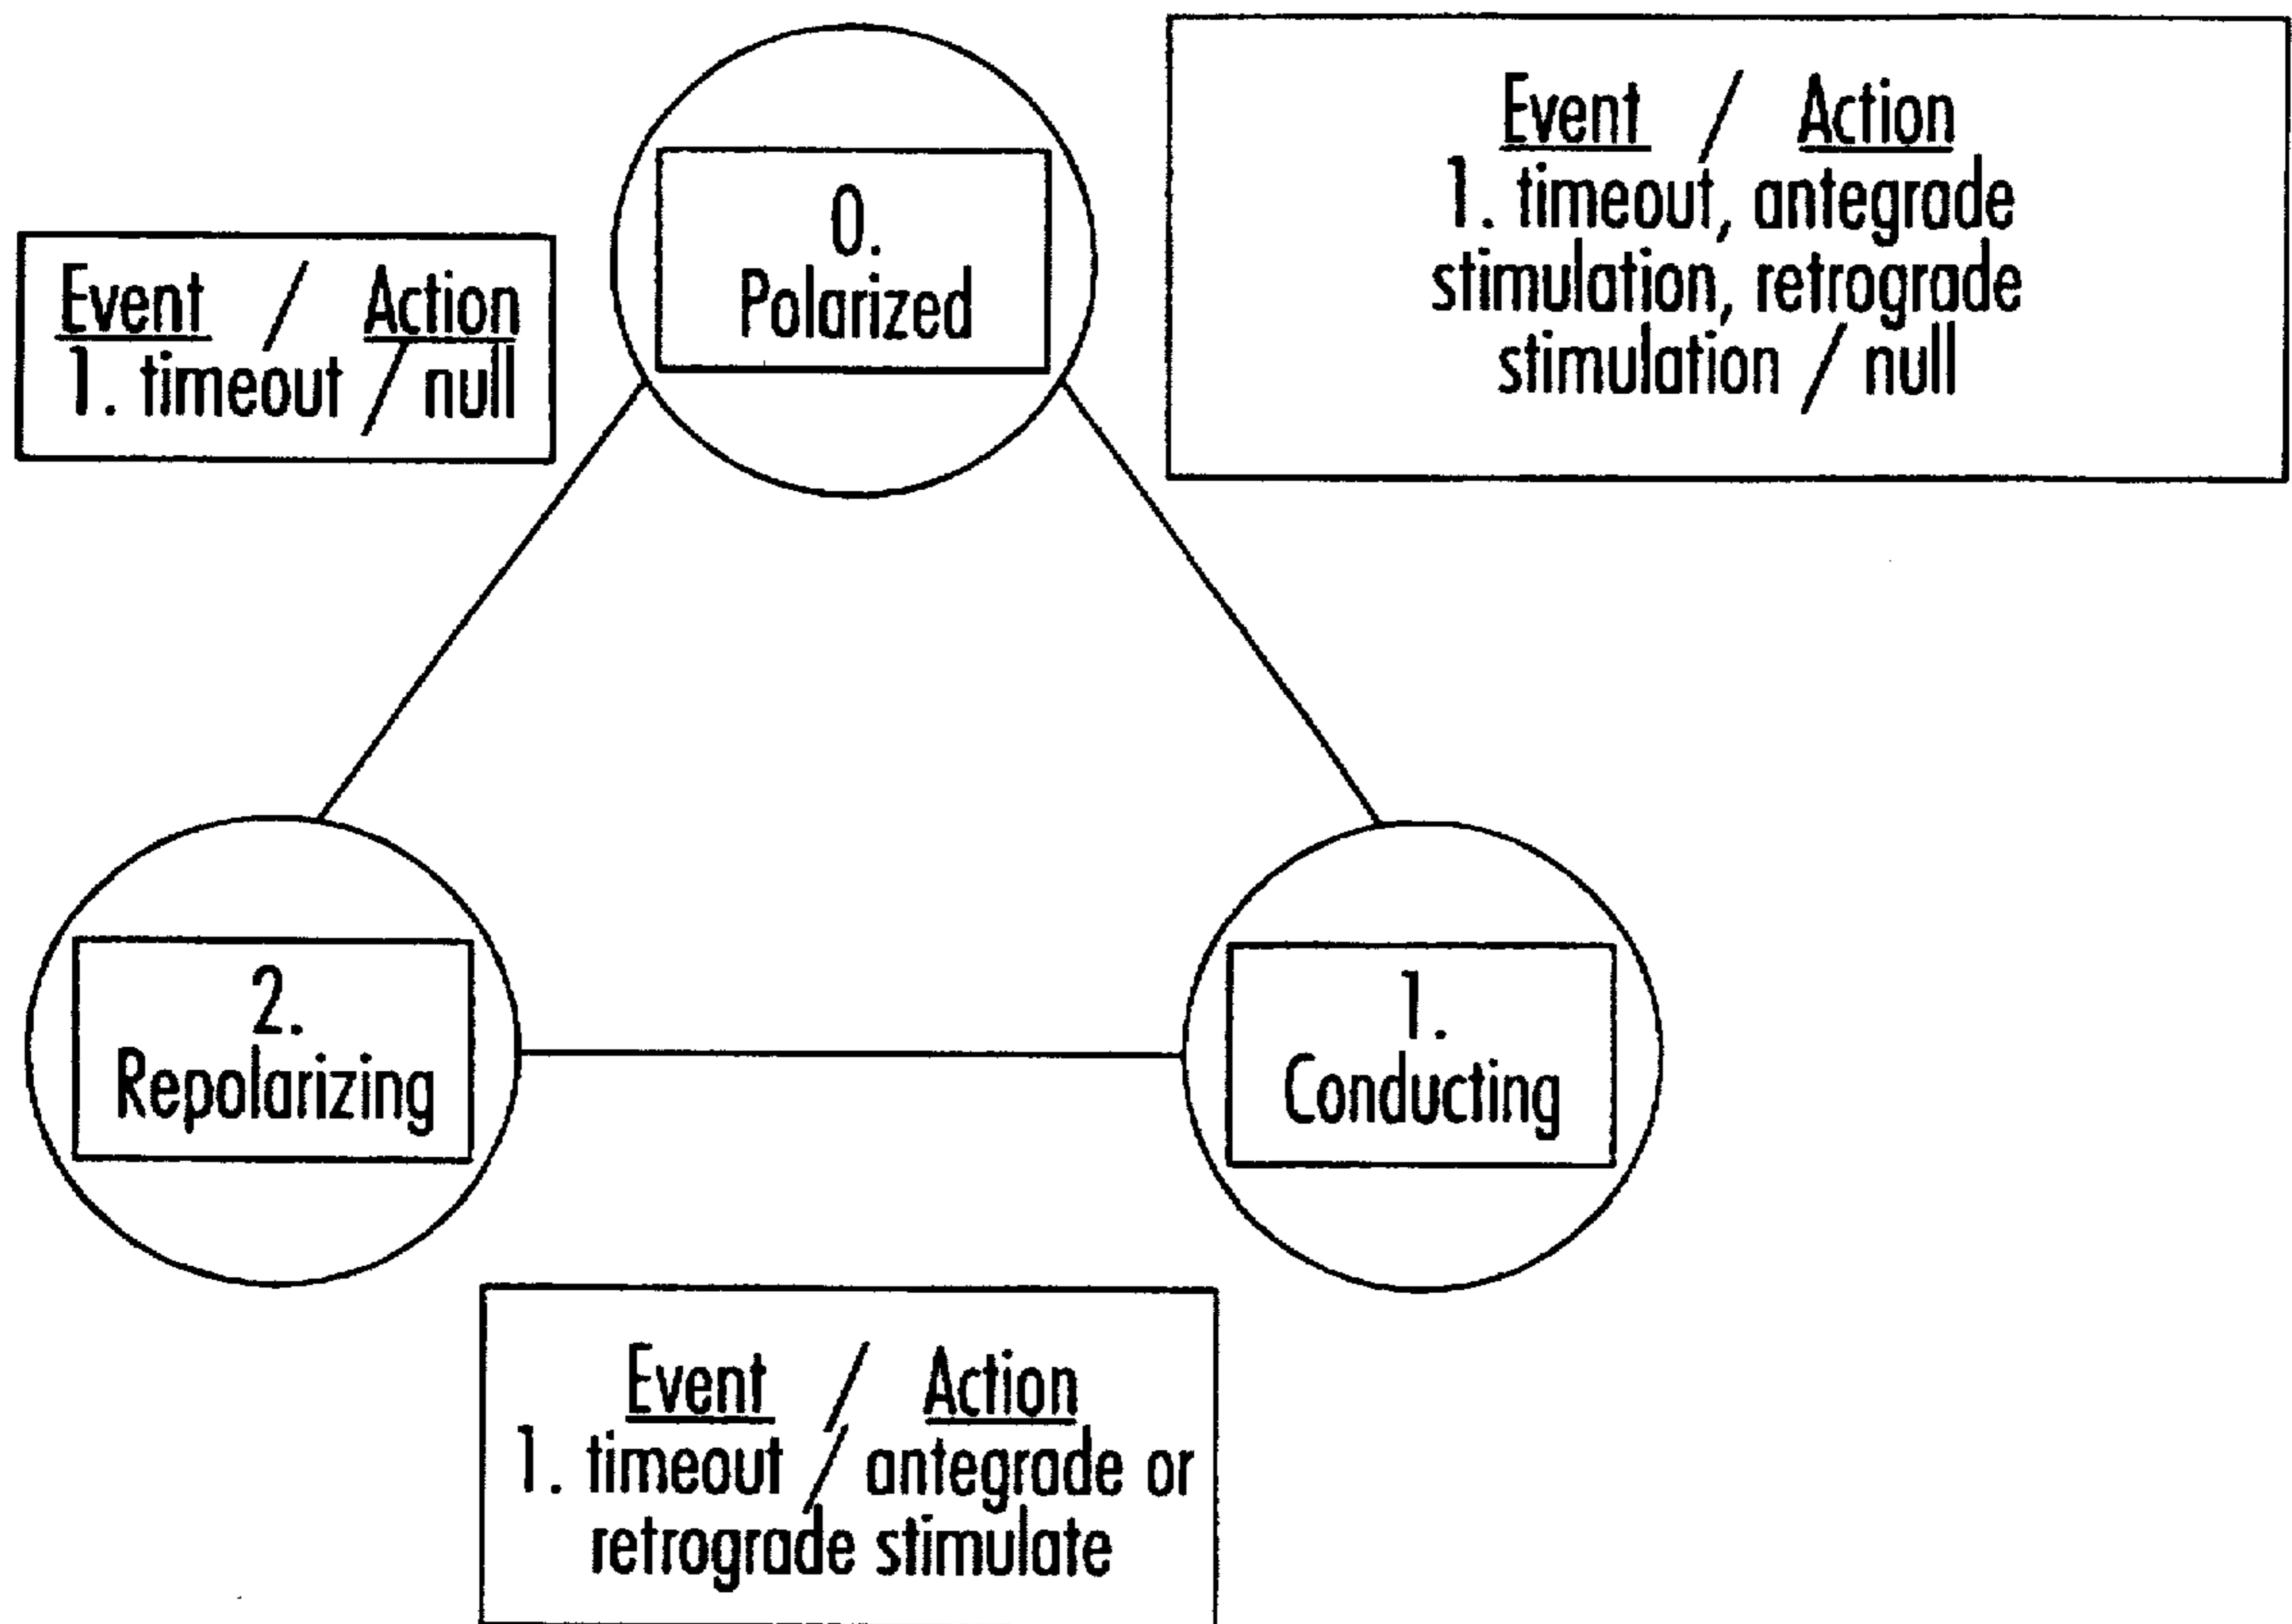 0.
Polarized
Event / Action
1. timeout, antegrade
stimulation, retrograde
stimulation / null
Event / Action
1. timeout / null
2.
Repolarizing
1.
Conducting
Event / Action
1. timeout / antegrade or
retrograde stimulate